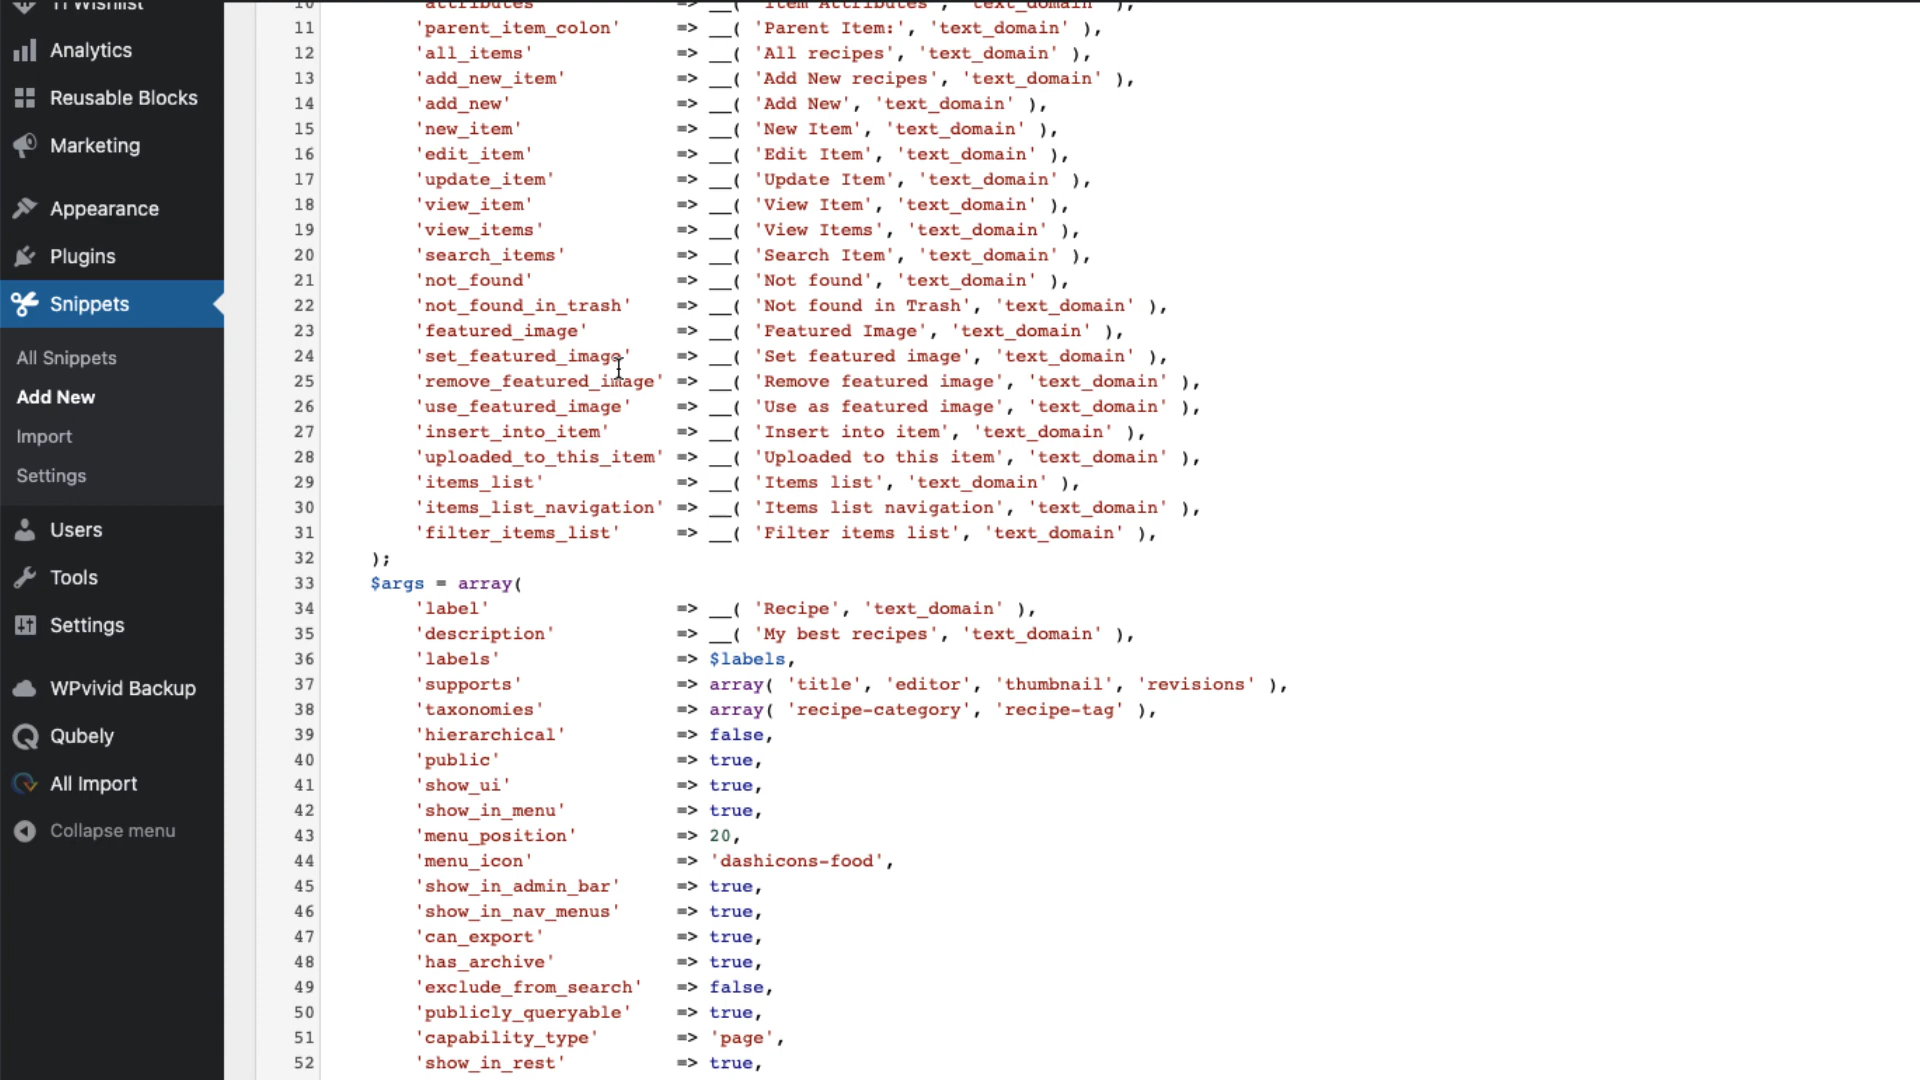 11 Wishlist
Analytics
Reusable Blocks
Marketing
Appearance
Plugins
Snippets
All Snippets
Add New
Import
Settings
Users
Tools
Settings
WPvivid Backup
Qubely
All Import
Collapse menu
10 'attributes' => __( 'Item Attributes', 'text_domain' ),
11 'parent_item_colon' => __( 'Parent Item:', 'text_domain' ),
12 'all_items' => __( 'All recipes', 'text_domain' ),
13 'add_new_item' => __( 'Add New recipes', 'text_domain' ),
14 'add_new' => __( 'Add New', 'text_domain' ),
15 'new_item' => __( 'New Item', 'text_domain' ),
16 'edit_item' => __( 'Edit Item', 'text_domain' ),
17 'update_item' => __( 'Update Item', 'text_domain' ),
18 'view_item' => __( 'View Item', 'text_domain' ),
19 'view_items' => __( 'View Items', 'text_domain' ),
20 'search_items' => __( 'Search Item', 'text_domain' ),
21 'not_found' => __( 'Not found', 'text_domain' ),
22 'not_found_in_trash' => __( 'Not found in Trash', 'text_domain' ),
23 'featured_image' => __( 'Featured Image', 'text_domain' ),
24 'set_featured_image' => __( 'Set featured image', 'text_domain' ),
25 'remove_featured_image' => __( 'Remove featured image', 'text_domain' ),
26 'use_featured_image' => __( 'Use as featured image', 'text_domain' ),
27 'insert_into_item' => __( 'Insert into item', 'text_domain' ),
28 'uploaded_to_this_item' => __( 'Uploaded to this item', 'text_domain' ),
29 'items_list' => __( 'Items list', 'text_domain' ),
30 'items_list_navigation' => __( 'Items list navigation', 'text_domain' ),
31 'filter_items_list' => __( 'Filter items list', 'text_domain' ),
32 );
33 $args = array(
34 'label' => __( 'Recipe', 'text_domain' ),
35 'description' => __( 'My best recipes', 'text_domain' ),
36 'labels' => $labels,
37 'supports' => array( 'title', 'editor', 'thumbnail', 'revisions' ),
38 'taxonomies' => array( 'recipe-category', 'recipe-tag' ),
39 'hierarchical' => false,
40 'public' => true,
41 'show_ui' => true,
42 'show_in_menu' => true,
43 'menu_position' => 20,
44 'menu_icon' => 'dashicons-food',
45 'show_in_admin_bar' => true,
46 'show_in_nav_menus' => true,
47 'can_export' => true,
48 'has_archive' => true,
49 'exclude_from_search' => false,
50 'publicly_queryable' => true,
51 'capability_type' => 'page',
52 'show_in_rest' => true,